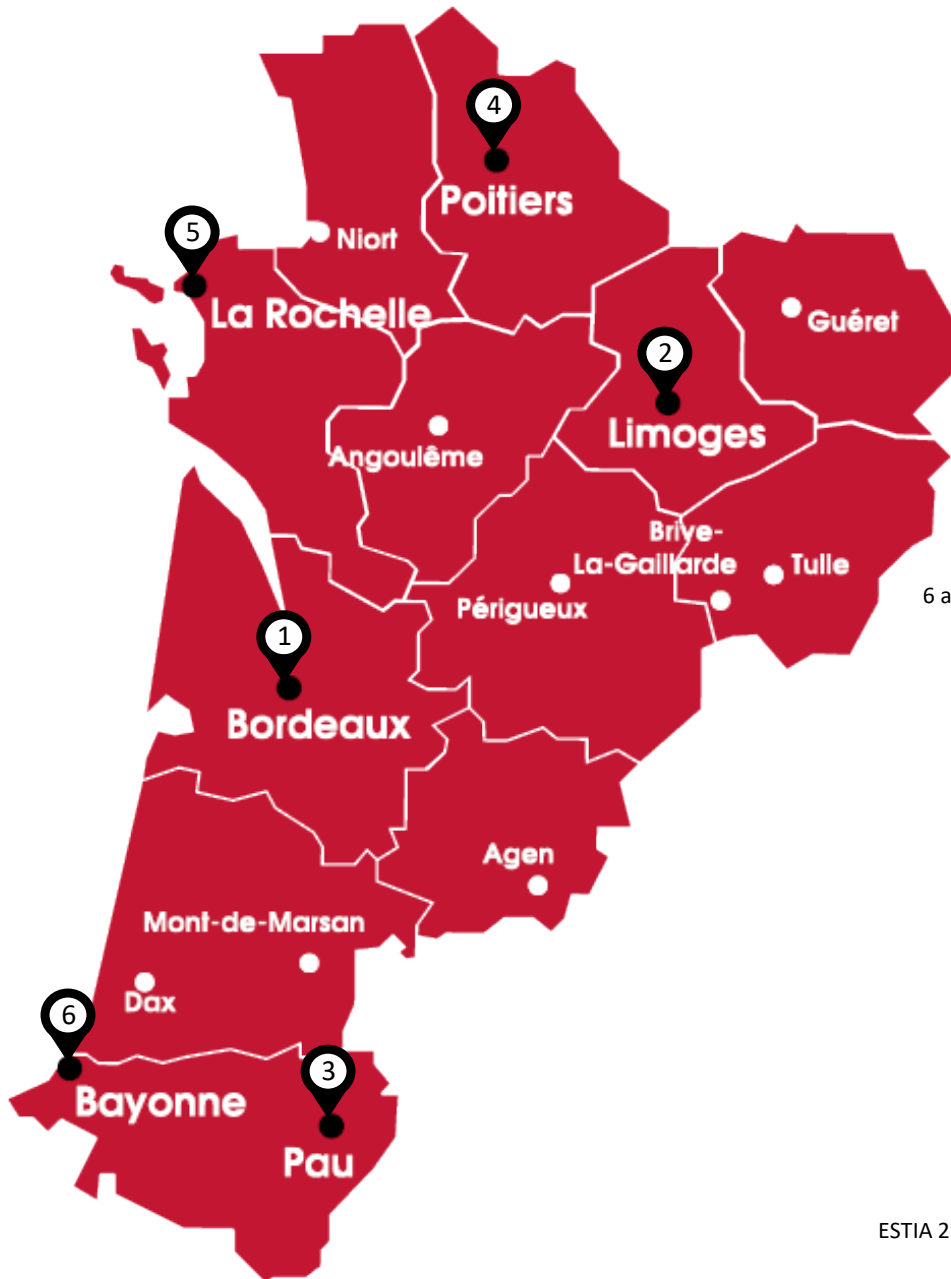 4
Poitiers
5
Niort
La Rochelle
Guéret
2
Limoges
Angoulême
Brive-
La-Gaillarde
Tulle
Périgueux
6 a
1
Bordeaux
Agen
Mont-de-Marsan
Dax
6
Bayonne
3
Pau
ESTIA 2